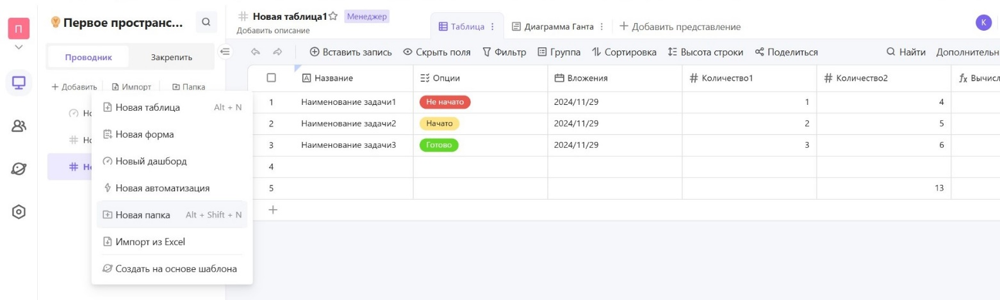 П
Первое пространс...
Проводник
Закрепить
Добавить
Импорт
Папка
Новая таблица Alt + N
Новая форма
Новый дашборд
Новая автоматизация
Новая папка Alt + Shift + N
Импорт из Excel
Создать на основе шаблона
Новая таблица1 Менеджер
Добавить описание
Таблица
Диаграмма Ганта
+ Добавить представление
К
Вставить запись
Скрыть поля
Фильтр
Группа
Сортировка
Высота строки
Поделиться
Найти
Дополнительн
Название Опции Вложения # Количество1 # Количество2 fx Вычисл
1 Наименование задачи1 Не начато 2024/11/29 1 4
2 Наименование задачи2 Начато 2024/11/29 2 5
3 Наименование задачи3 Готово 2024/11/29 3 6
4
5 13
+